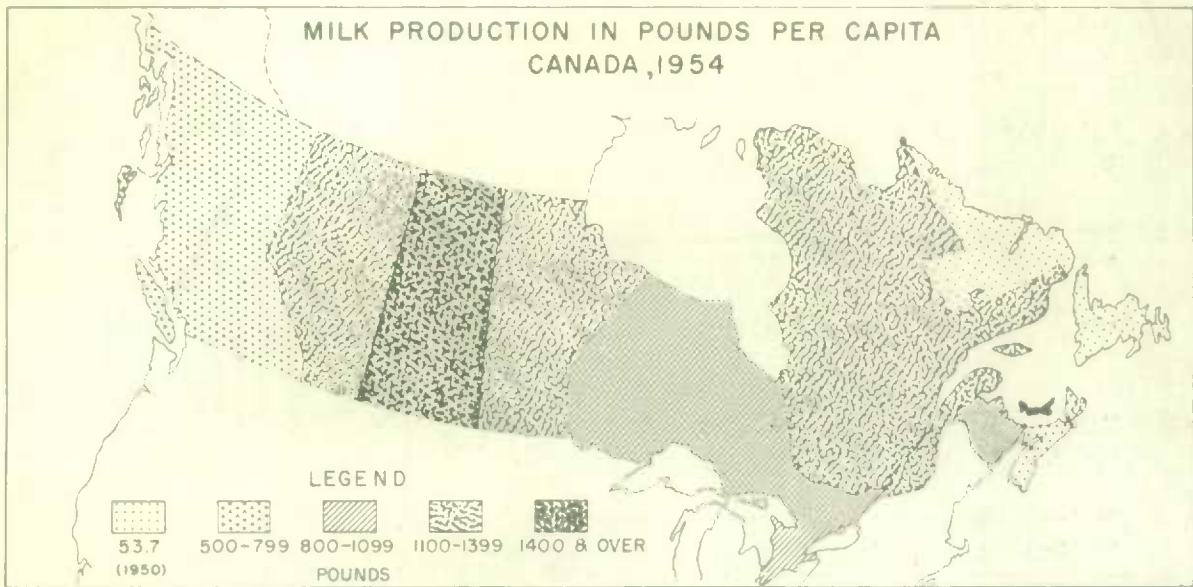 MILK PRODUCTION IN POUNDS PER CAPITA
CANADA, 1954
LEGEND
53.7 500-799 800-1099 1100-1399 1400 & OVER
(1950) POUNDS